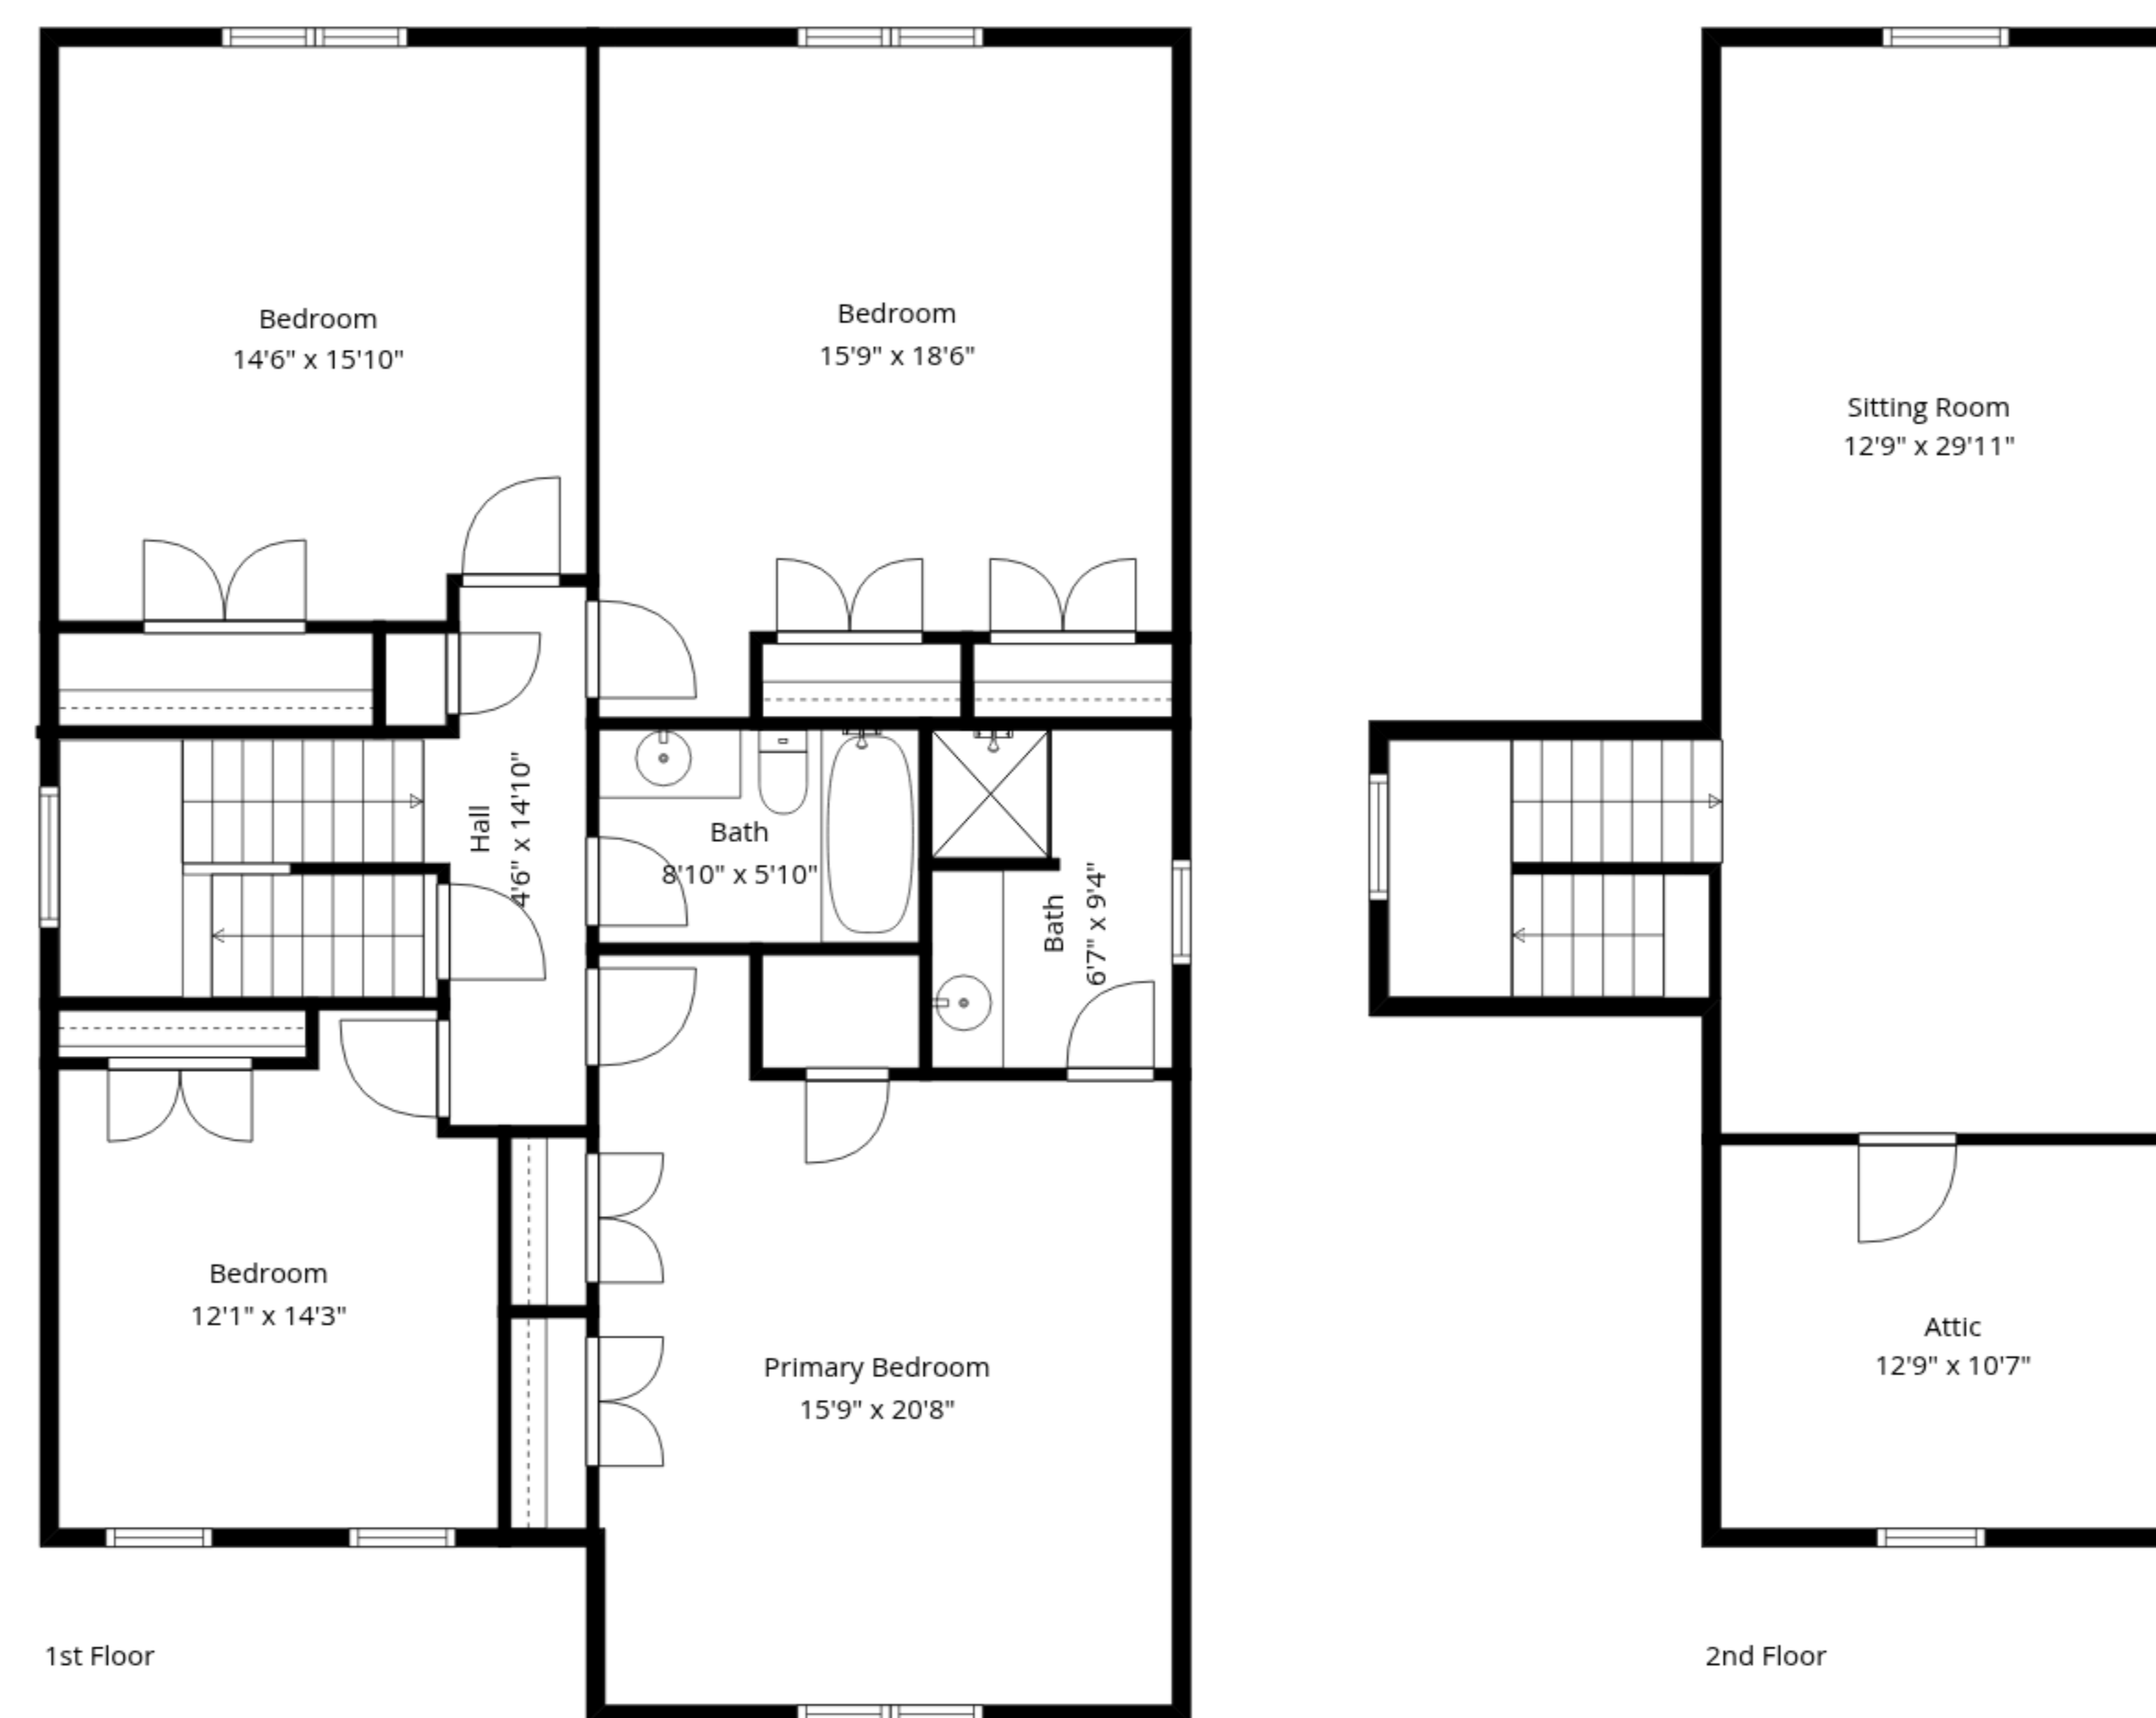 Bedroom
14'6" x 15'10"
Bedroom
15'9" x 18'6"
Sitting Room
12'9" x 29'11"
Hall
4'6" x 14'10"
Bath
8'10" x 5'10"
Bath
6'7" x 9'4"
Bedroom
12'1" x 14'3"
Primary Bedroom
15'9" x 20'8"
Attic
12'9" x 10'7"
1st Floor
2nd Floor